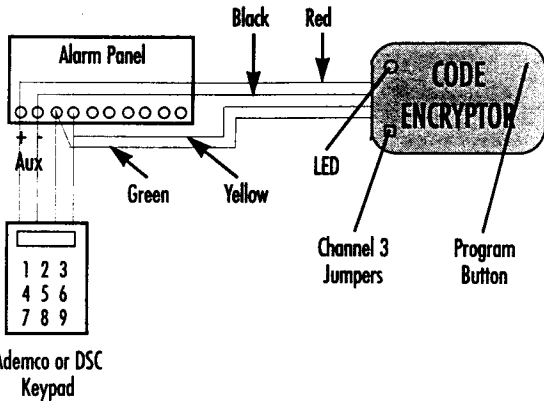 Black Red
Alarm Panel
CODE
ENCRYPTOR
+ -
Aux
Green
Yellow
LED
Channel 3
Jumpers
Program
Button
1 2 3
4 5 6
7 8 9
Ademco or DSC
Keypad